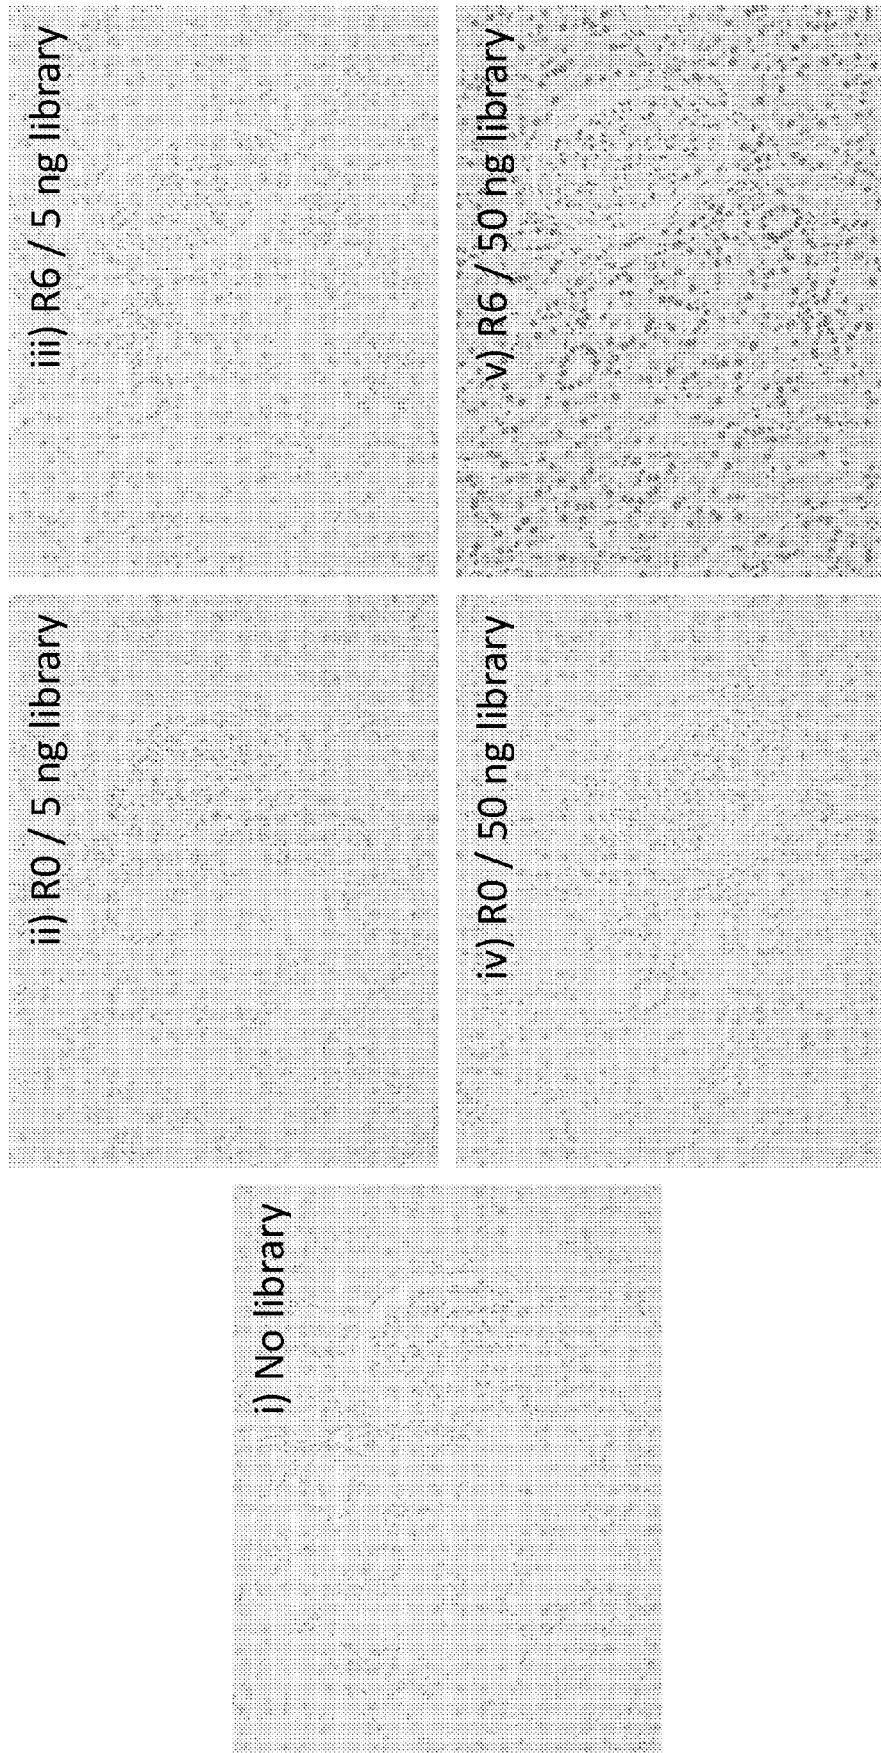 i) No library
ii) R0 / 5 ng library
iii) R6 / 5 ng library
iv) R0 / 50 ng library
v) R6 / 50 ng library